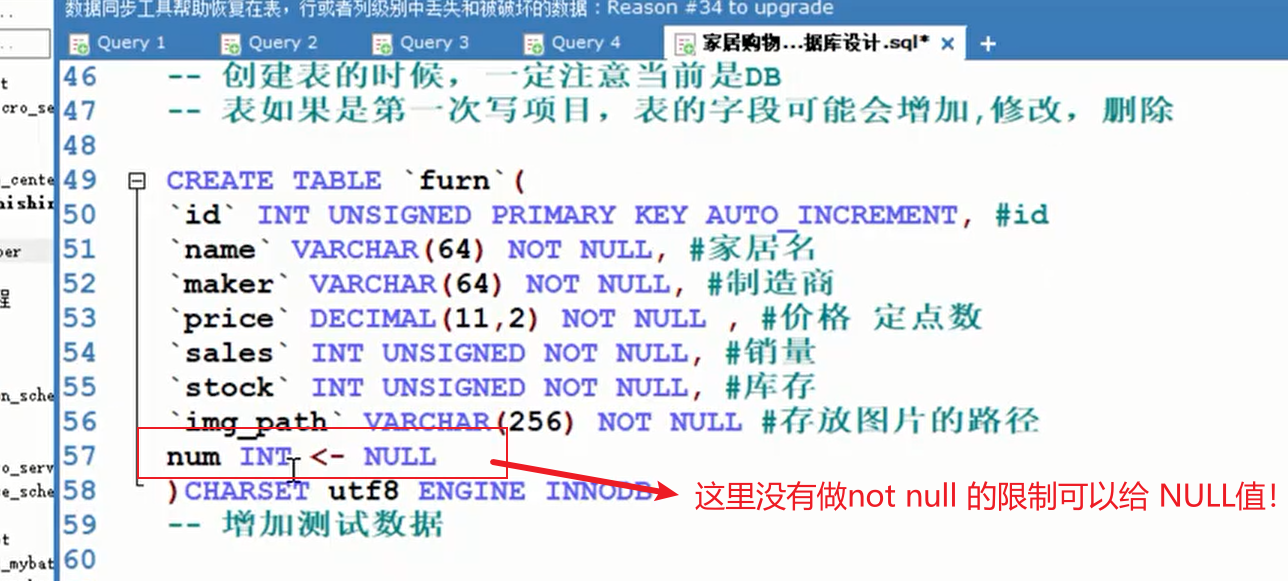 数据同步工具帮助恢复在表，行或者列级别中丢失和被破坏的数据：Reason #34 to upgrade
Query 1 Query 2 Query 3 Query 4 家居购物...据库设计.sql* × +
46 -- 创建表的时候，一定注意当前是DB
47 -- 表如果是第一次写项目，表的字段可能会增加,修改，删除
48
49 CREATE TABLE `furn`(
50 `id` INT UNSIGNED PRIMARY KEY AUTO_INCREMENT, #id
51 `name` VARCHAR(64) NOT NULL, #家居名
52 `maker` VARCHAR(64) NOT NULL, #制造商
53 `price` DECIMAL(11,2) NOT NULL , #价格 定点数
54 `sales` INT UNSIGNED NOT NULL, #销量
55 `stock` INT UNSIGNED NOT NULL, #库存
56 `img_path` VARCHAR(256) NOT NULL #存放图片的路径
57 num INT <- NULL
58 )CHARSET utf8 ENGINE INNODB
这里没有做not null 的限制可以给 NULL值！
59 -- 增加测试数据
60